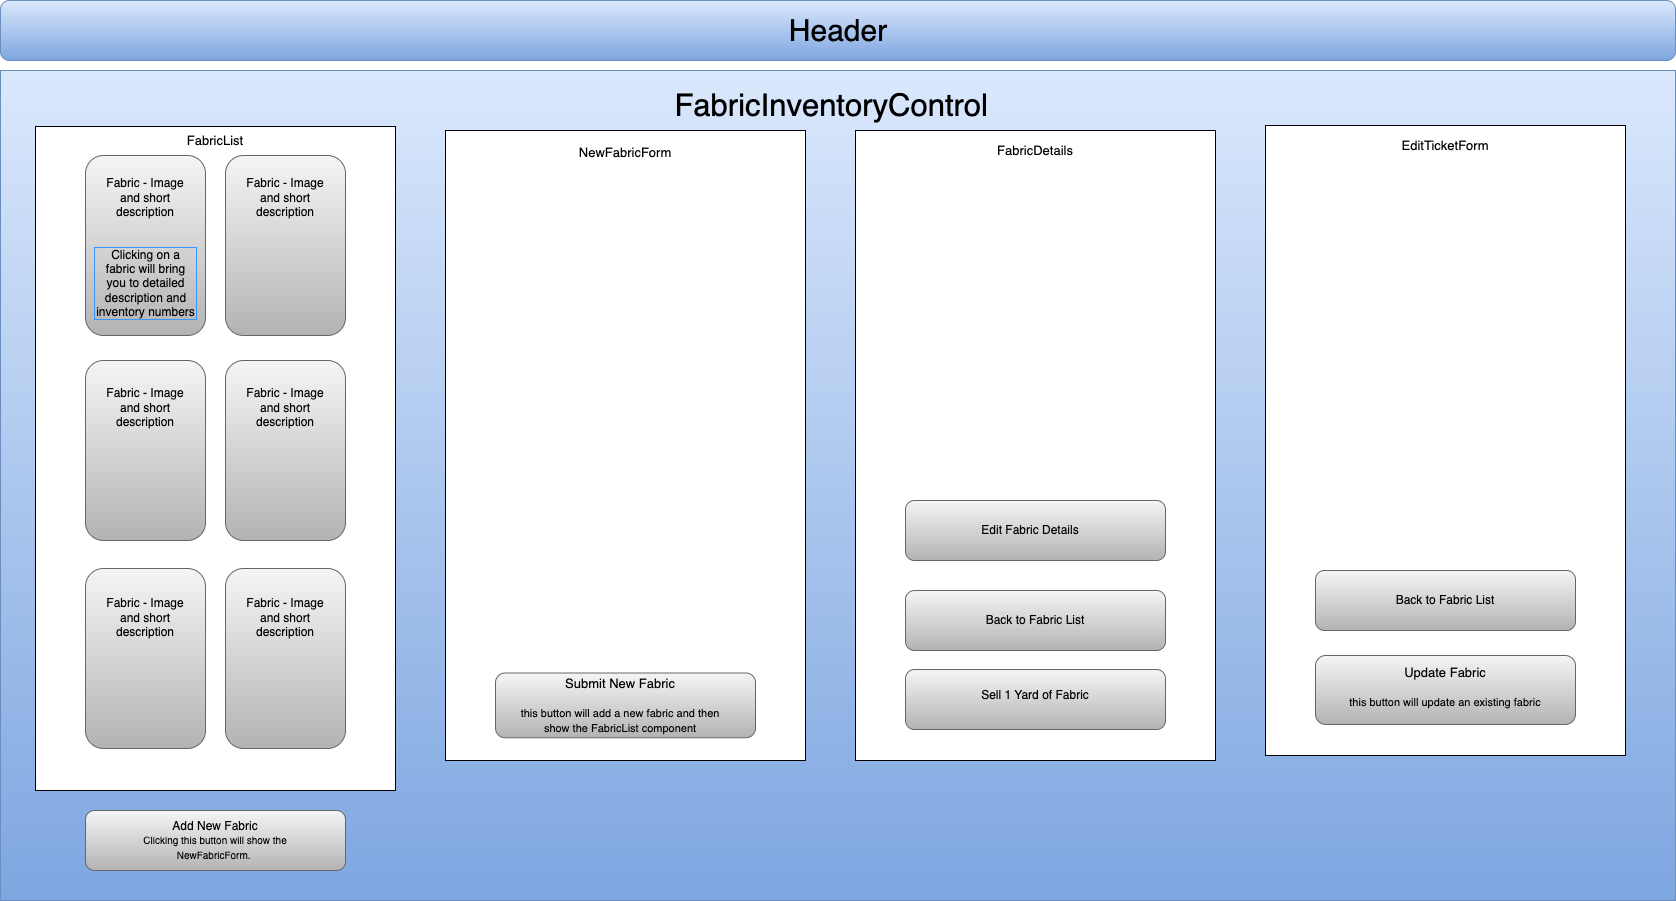 Header
FabricInventoryControl
FabricList
Fabric - Image
and short
description
Clicking on a
fabric will bring
you to detailed
description and
inventory numbers
Fabric - Image
and short
description
Fabric - Image
and short
description
Fabric - Image
and short
description
Fabric - Image
and short
description
Fabric - Image
and short
description
Add New Fabric
Clicking this button will show the
NewFabricForm.
NewFabricForm
Submit New Fabric
this button will add a new fabric and then
show the FabricList component
FabricDetails
Edit Fabric Details
Back to Fabric List
Sell 1 Yard of Fabric
EditTicketForm
Back to Fabric List
Update Fabric
this button will update an existing fabric